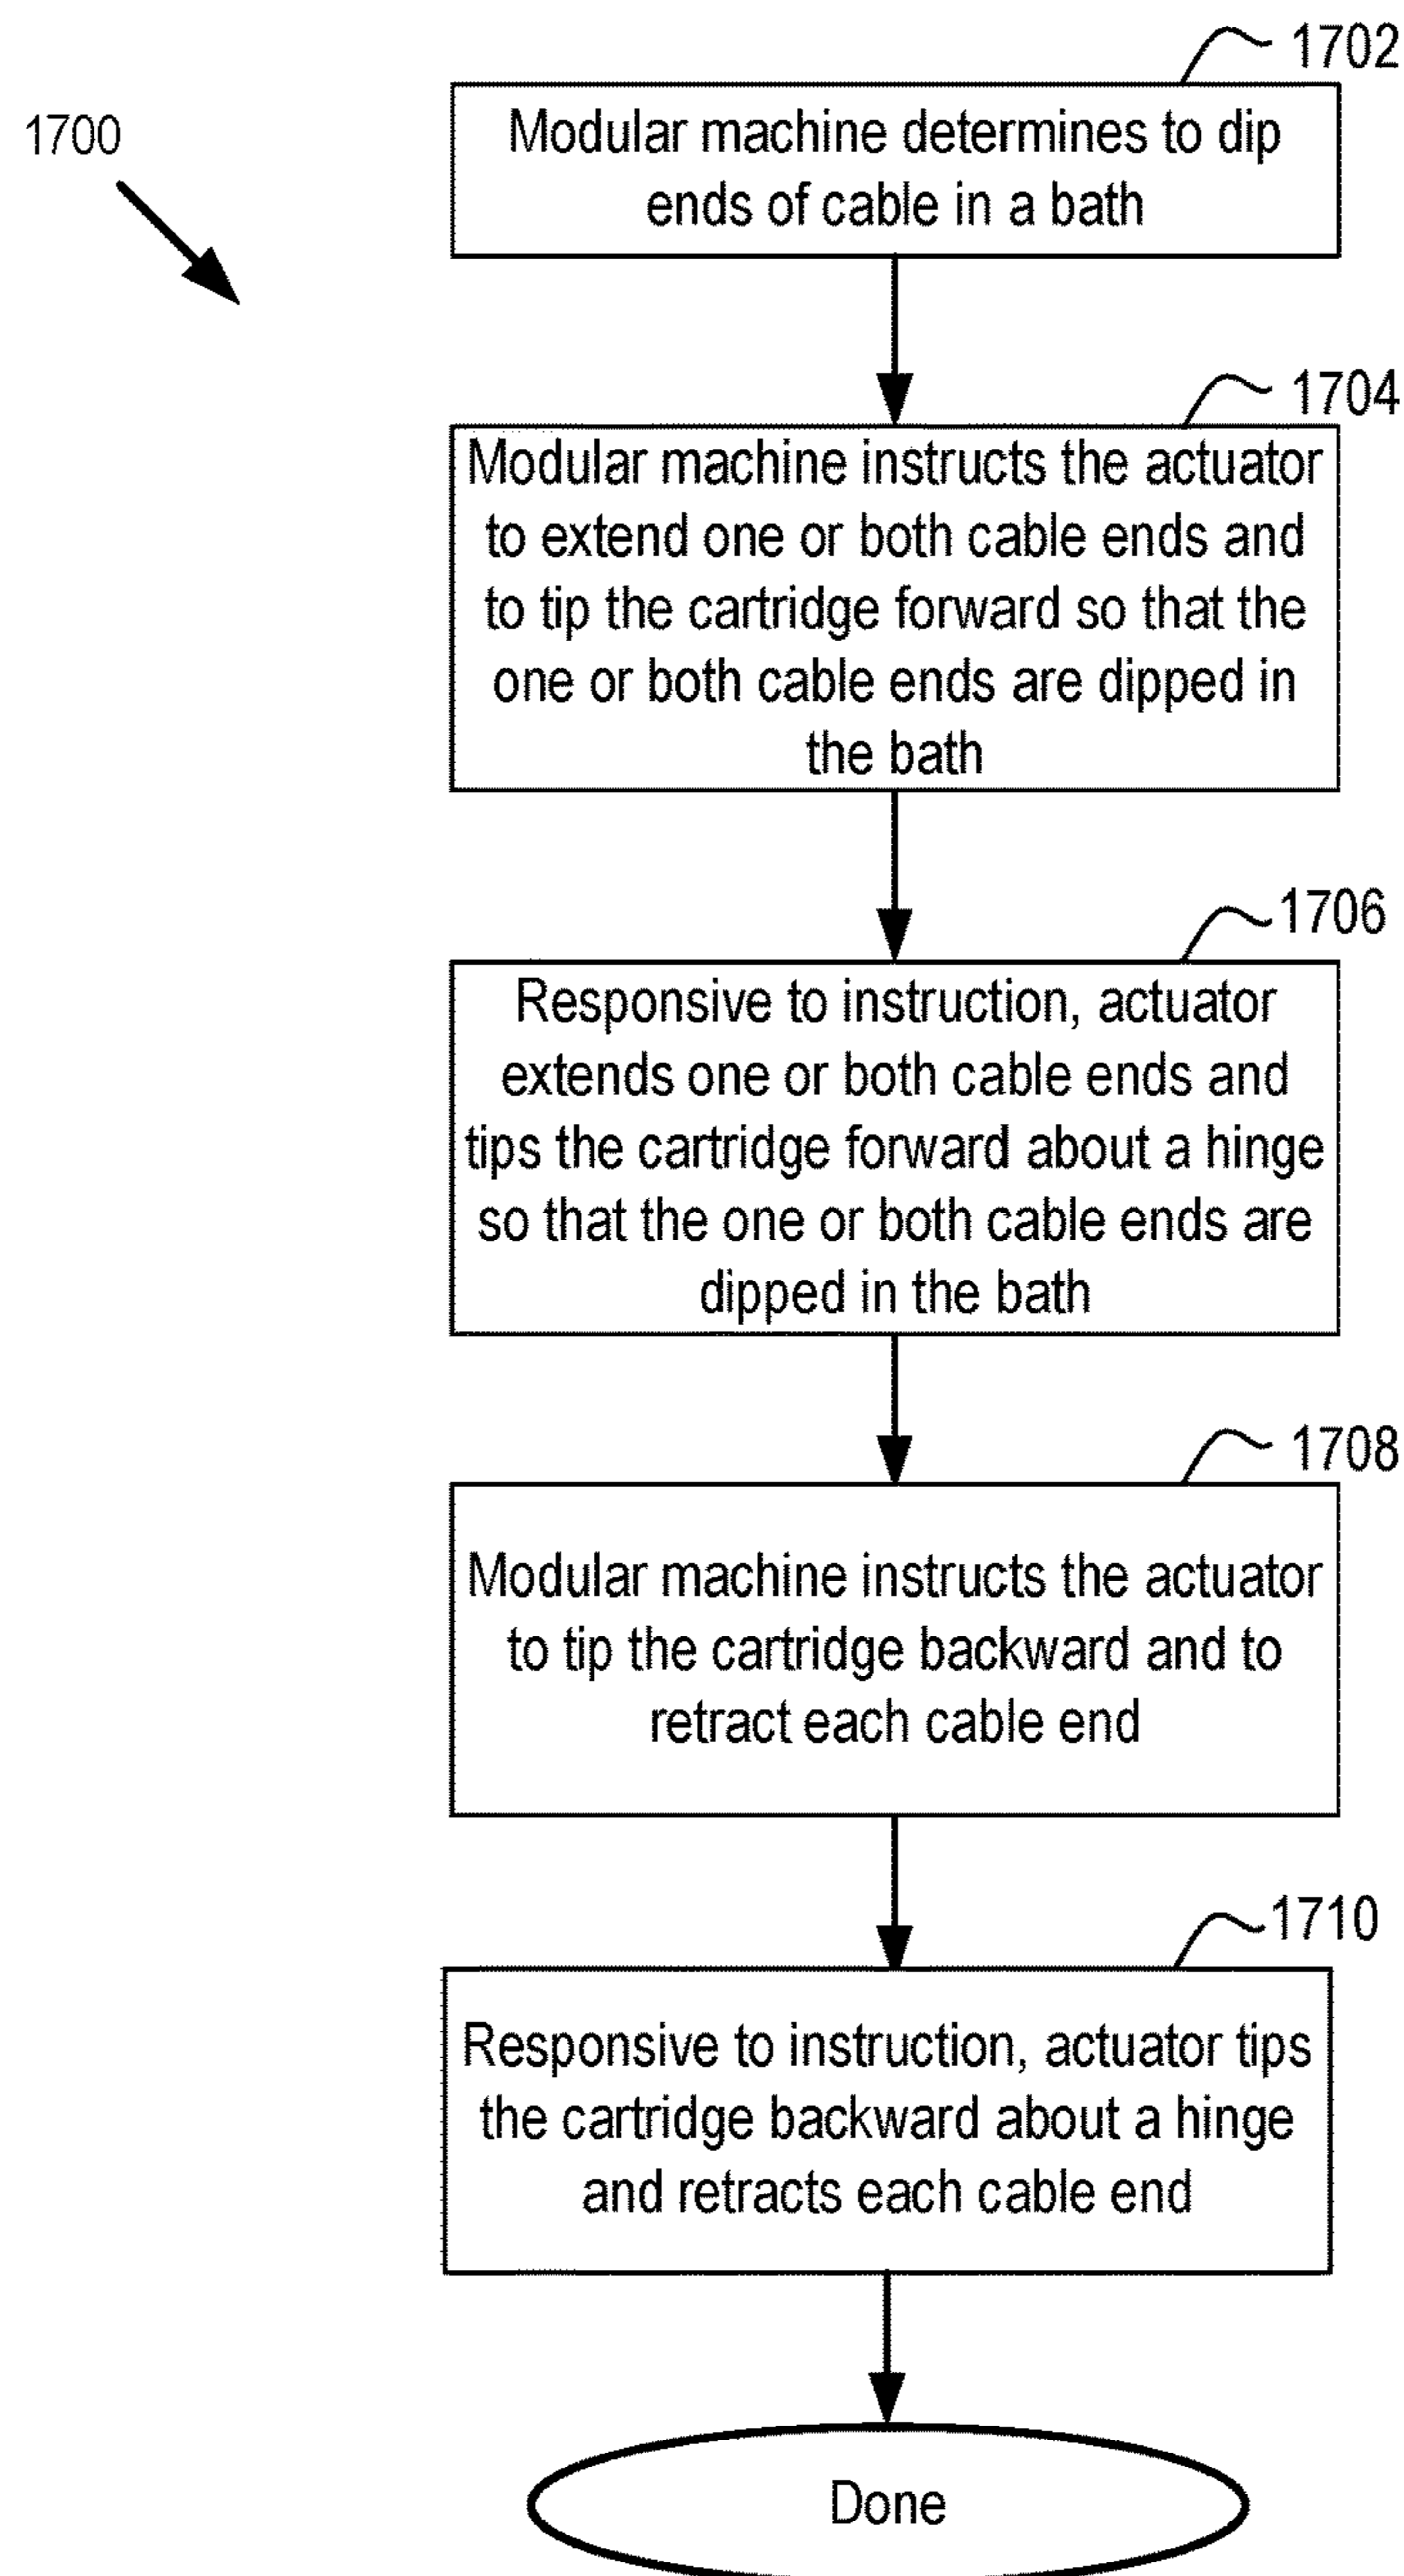 1702
1700
Modular machine determines to dip
ends of cable in a bath
1704
Modular machine instructs the actuator
to extend one or both cable ends and
to tip the cartridge forward so that the
one or both cable ends are dipped in
the bath
1706
Responsive to instruction, actuator
extends one or both cable ends and
tips the cartridge forward about a hinge
so that the one or both cable ends are
dipped in the bath
1708
Modular machine instructs the actuator
to tip the cartridge backward and to
retract each cable end
1710
Responsive to instruction, actuator tips
the cartridge backward about a hinge
and retracts each cable end
Done